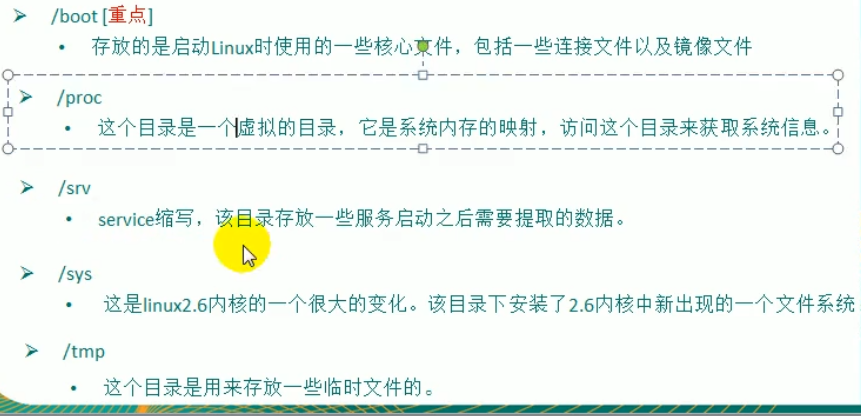 /boot [重点]
存放的是启动Linux时使用的一些核心文件，包括一些连接文件以及镜像文件
/proc
这个目录是一个虚拟的目录，它是系统内存的映射，访问这个目录来获取系统信息。
/srv
service缩写，该目录存放一些服务启动之后需要提取的数据。
/sys
这是linux2.6内核的一个很大的变化。该目录下安装了2.6内核中新出现的一个文件系统
/tmp
这个目录是用来存放一些临时文件的。